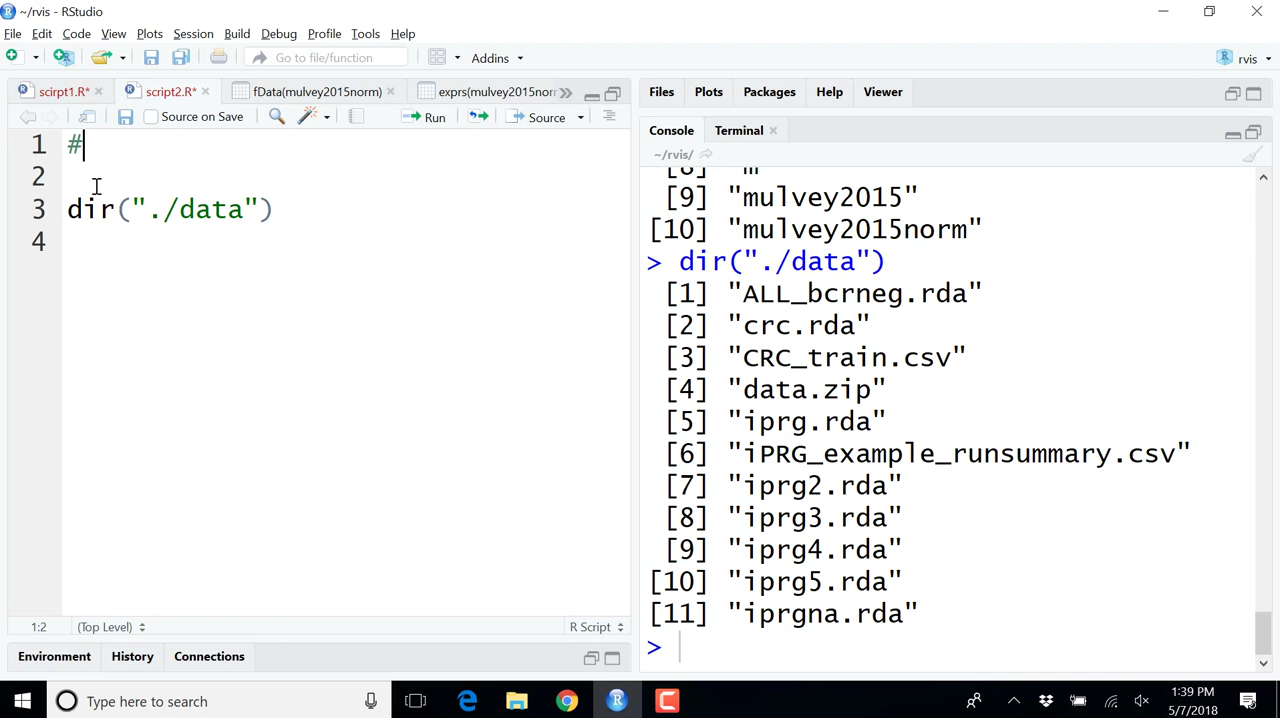 ~/rvis - RStudio
File Edit Code View Plots Session Build Debug Profile Tools Help
Go to file/function Addins rvis
scirpt1.R* script2.R* fData(mulvey2015norm) exprs(mulvey2015norm
Source on Save Run Source
1 #
2
3 dir("./data")
4
1:2 (Top Level) R Script
Environment History Connections
Files Plots Packages Help Viewer
Console Terminal
~/rvis/
[8] "m"
[9] "mulvey2015"
[10] "mulvey2015norm"
> dir("./data")
[1] "ALL_bcrneg.rda"
[2] "crc.rda"
[3] "CRC_train.csv"
[4] "data.zip"
[5] "iprg.rda"
[6] "iPRG_example_runsummary.csv"
[7] "iprg2.rda"
[8] "iprg3.rda"
[9] "iprg4.rda"
[10] "iprg5.rda"
[11] "iprgna.rda"
>
Type here to search
1:39 PM
5/7/2018